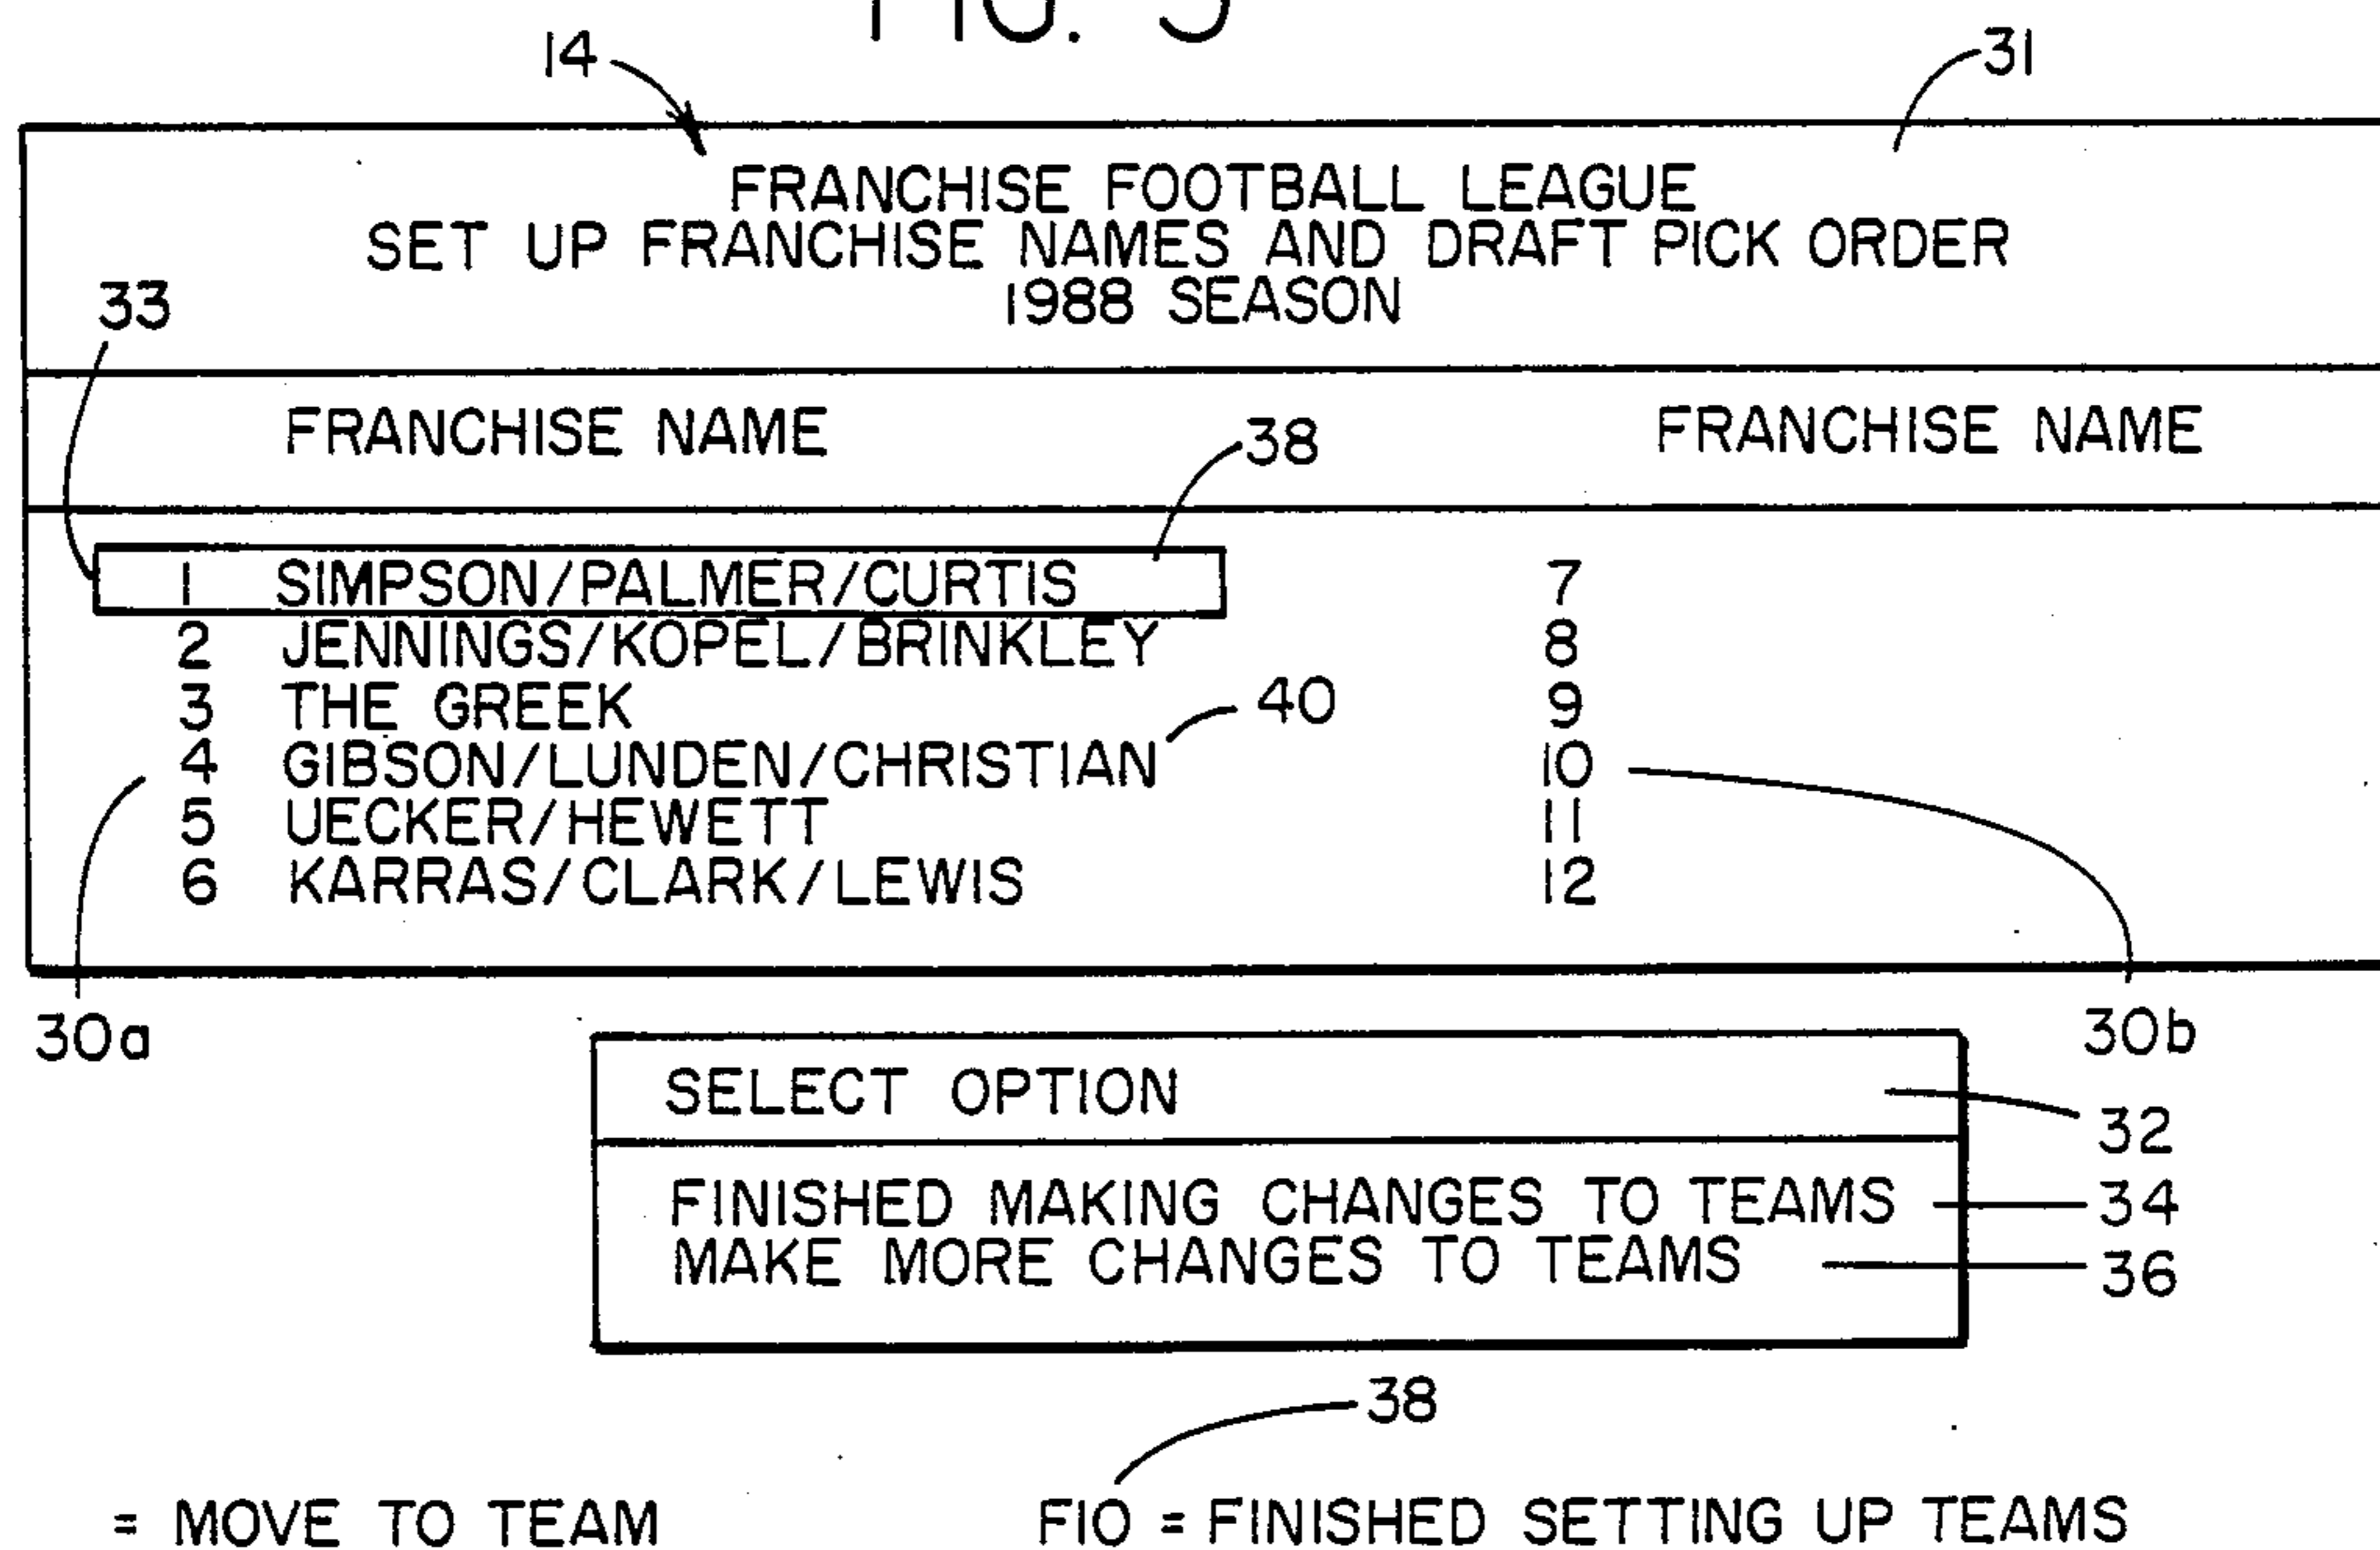 FIG. 3
14
31
FRANCHISE FOOTBALL LEAGUE
SET UP FRANCHISE NAMES AND DRAFT PICK ORDER
1988 SEASON
33
FRANCHISE NAME FRANCHISE NAME
38
1 SIMPSON/PALMER/CURTIS 7
2 JENNINGS/KOPEL/BRINKLEY 8
3 THE GREEK 40 9
4 GIBSON/LUNDEN/CHRISTIAN 10
5 UECKER/HEWETT 11
6 KARRAS/CLARK/LEWIS 12
30a 30b
SELECT OPTION 32
FINISHED MAKING CHANGES TO TEAMS 34
MAKE MORE CHANGES TO TEAMS 36
38
= MOVE TO TEAM F10 = FINISHED SETTING UP TEAMS